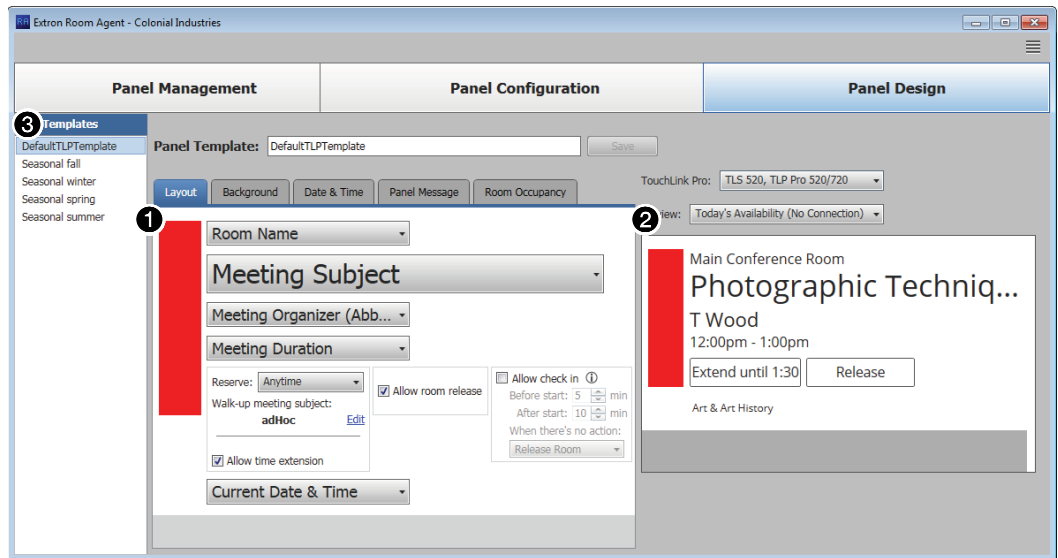 RA Extron Room Agent - Colonial Industries
Panel Management Panel Configuration Panel Design
3 Templates
DefaultTLPTemplate
Seasonal fall
Seasonal winter
Seasonal spring
Seasonal summer
Panel Template: DefaultTLPTemplate Save
Layout Background Date & Time Panel Message Room Occupancy
1
Room Name
Meeting Subject
Meeting Organizer (Abb...
Meeting Duration
Reserve: Anytime
Walk-up meeting subject:
adHoc Edit
Allow time extension
Allow room release
Allow check in
Before start: 5 min
After start: 10 min
When there's no action:
Release Room
Current Date & Time
TouchLink Pro: TLS 520, TLP Pro 520/720
2 Today's Availability (No Connection)
Main Conference Room
Photographic Techniq...
T Wood
12:00pm - 1:00pm
Extend until 1:30 Release
Art & Art History